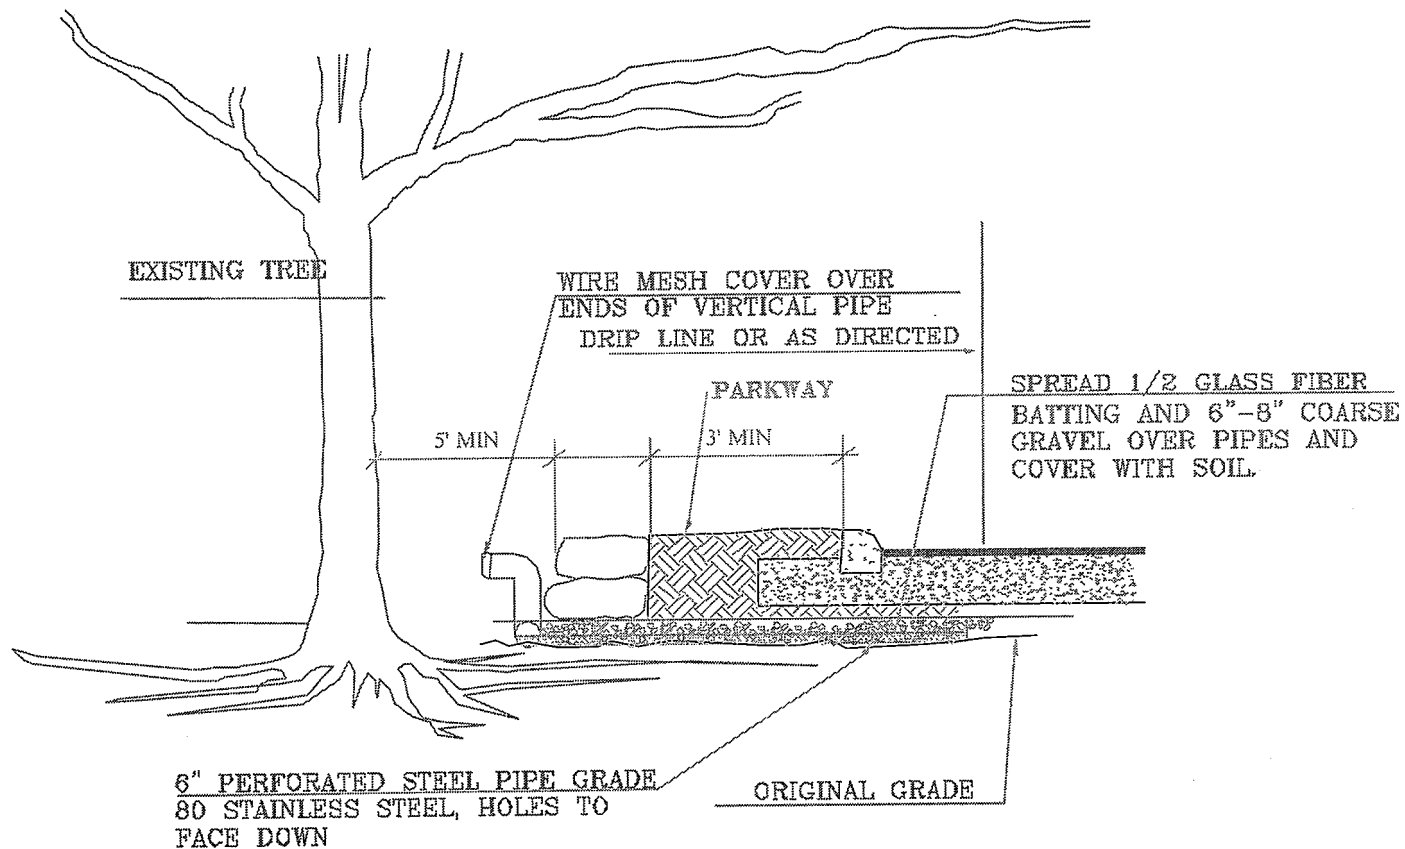 EXISTING TREE
WIRE MESH COVER OVER
ENDS OF VERTICAL PIPE
DRIP LINE OR AS DIRECTED
PARKWAY
SPREAD 1/2 GLASS FIBER
BATTING AND 6"-8" COARSE
GRAVEL OVER PIPES AND
COVER WITH SOIL.
5' MIN
3' MIN
6" PERFORATED STEEL PIPE GRADE
80 STAINLESS STEEL, HOLES TO
FACE DOWN
ORIGINAL GRADE